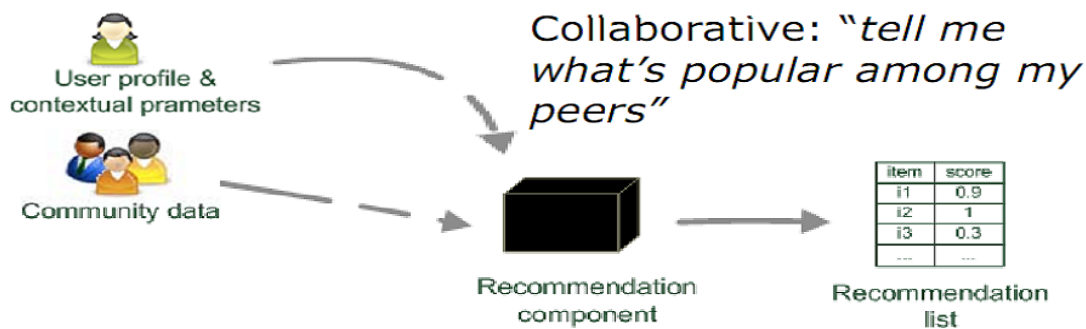 Collaborative: “tell me
what’s popular among my
peers”
User profile &
contextual prameters
Community data
Recommendation
component
item score
i1 0.9
i2 1
i3 0.3
... ...
Recommendation
list